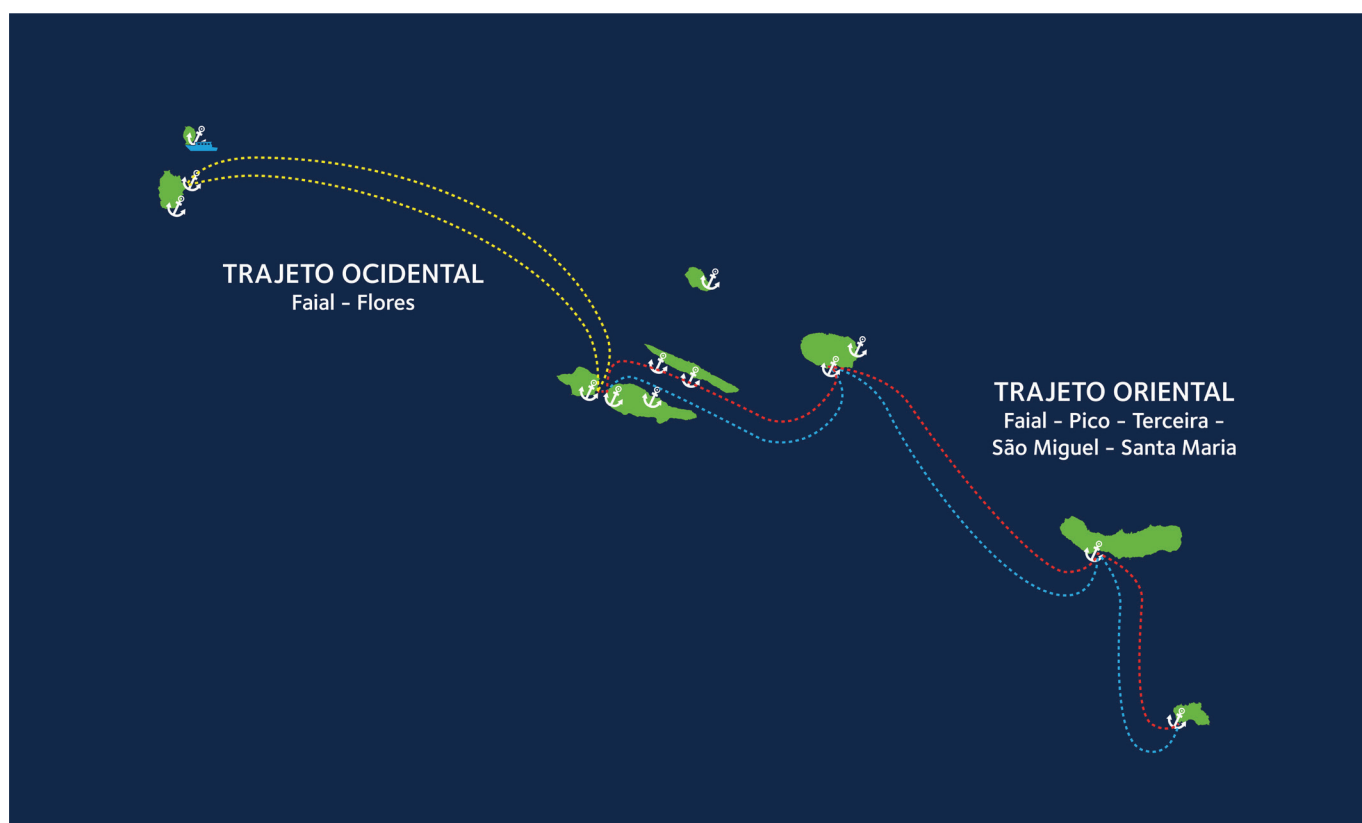 TRAJETO OCIDENTAL
Faial - Flores
TRAJETO ORIENTAL
Faial - Pico - Terceira -
São Miguel - Santa Maria